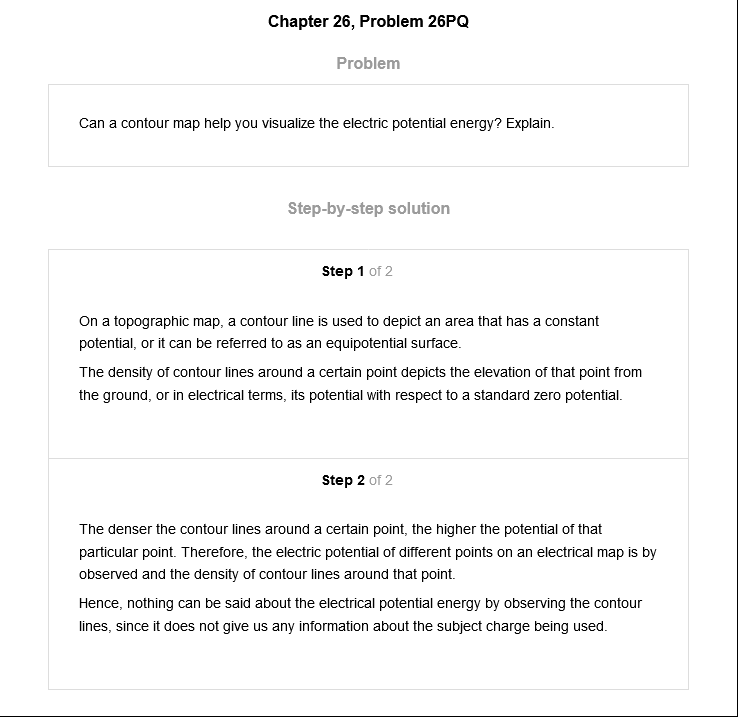 Chapter 26, Problem 26PQ
Problem
Can a contour map help you visualize the electric potential energy? Explain.
Step-by-step solution
Step 1 of 2
On a topographic map, a contour line is used to depict an area that has a constant
potential, or it can be referred to as an equipotential surface.
The density of contour lines around a certain point depicts the elevation of that point from
the ground, or in electrical terms, its potential with respect to a standard zero potential.
Step 2 of 2
The denser the contour lines around a certain point, the higher the potential of that
particular point. Therefore, the electric potential of different points on an electrical map is by
observed and the density of contour lines around that point.
Hence, nothing can be said about the electrical potential energy by observing the contour
lines, since it does not give us any information about the subject charge being used.